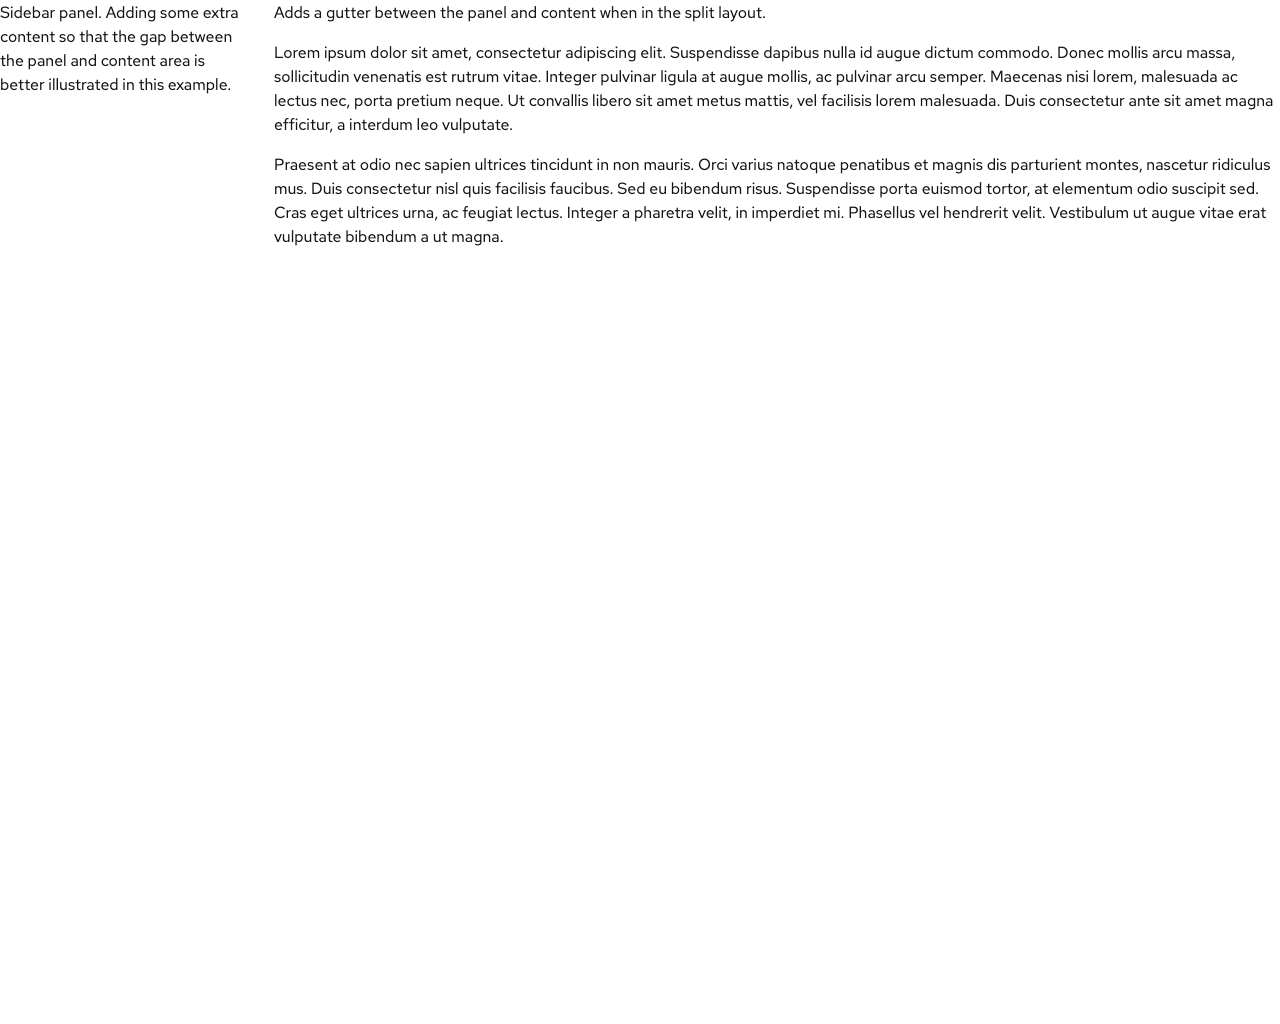 Sidebar panel. Adding some extra
content so that the gap between
the panel and content area is
better illustrated in this example.
Adds a gutter between the panel and content when in the split layout.
Lorem ipsum dolor sit amet, consectetur adipiscing elit. Suspendisse dapibus nulla id augue dictum commodo. Donec mollis arcu massa,
sollicitudin venenatis est rutrum vitae. Integer pulvinar ligula at augue mollis, ac pulvinar arcu semper. Maecenas nisi lorem, malesuada ac
lectus nec, porta pretium neque. Ut convallis libero sit amet metus mattis, vel facilisis lorem malesuada. Duis consectetur ante sit amet magna
efficitur, a interdum leo vulputate.
Praesent at odio nec sapien ultrices tincidunt in non mauris. Orci varius natoque penatibus et magnis dis parturient montes, nascetur ridiculus
mus. Duis consectetur nisl quis facilisis faucibus. Sed eu bibendum risus. Suspendisse porta euismod tortor, at elementum odio suscipit sed.
Cras eget ultrices urna, ac feugiat lectus. Integer a pharetra velit, in imperdiet mi. Phasellus vel hendrerit velit. Vestibulum ut augue vitae erat
vulputate bibendum a ut magna.